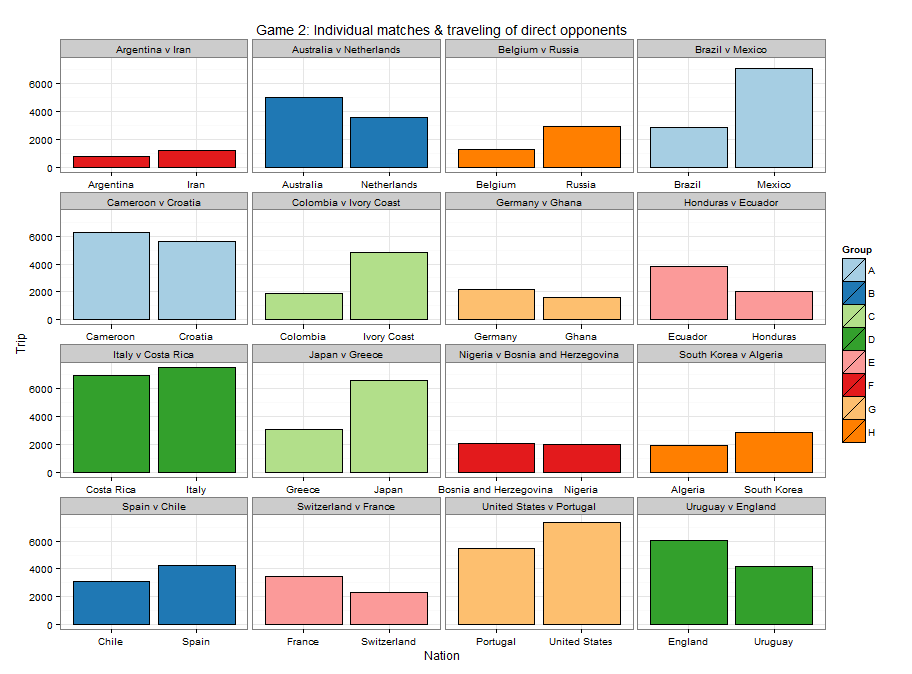 Game 2: Individual matches & traveling of direct opponents
Argentina v Iran
Australia v Netherlands
Belgium v Russia
Brazil v Mexico
6000
4000
2000
0
Argentina
Iran
Australia
Netherlands
Belgium
Russia
Brazil
Mexico
Cameroon v Croatia
Colombia v Ivory Coast
Germany v Ghana
Honduras v Ecuador
6000
4000
2000
0
Cameroon
Croatia
Colombia
Ivory Coast
Germany
Ghana
Ecuador
Honduras
Italy v Costa Rica
Japan v Greece
Nigeria v Bosnia and Herzegovina
South Korea v Algeria
6000
4000
2000
0
Costa Rica
Italy
Greece
Japan
Bosnia and Herzegovina
Nigeria
Algeria
South Korea
Spain v Chile
Switzerland v France
United States v Portugal
Uruguay v England
6000
4000
2000
0
Chile
Spain
France
Switzerland
Portugal
United States
England
Uruguay
Trip
Nation
Group
A
B
C
D
E
F
G
H